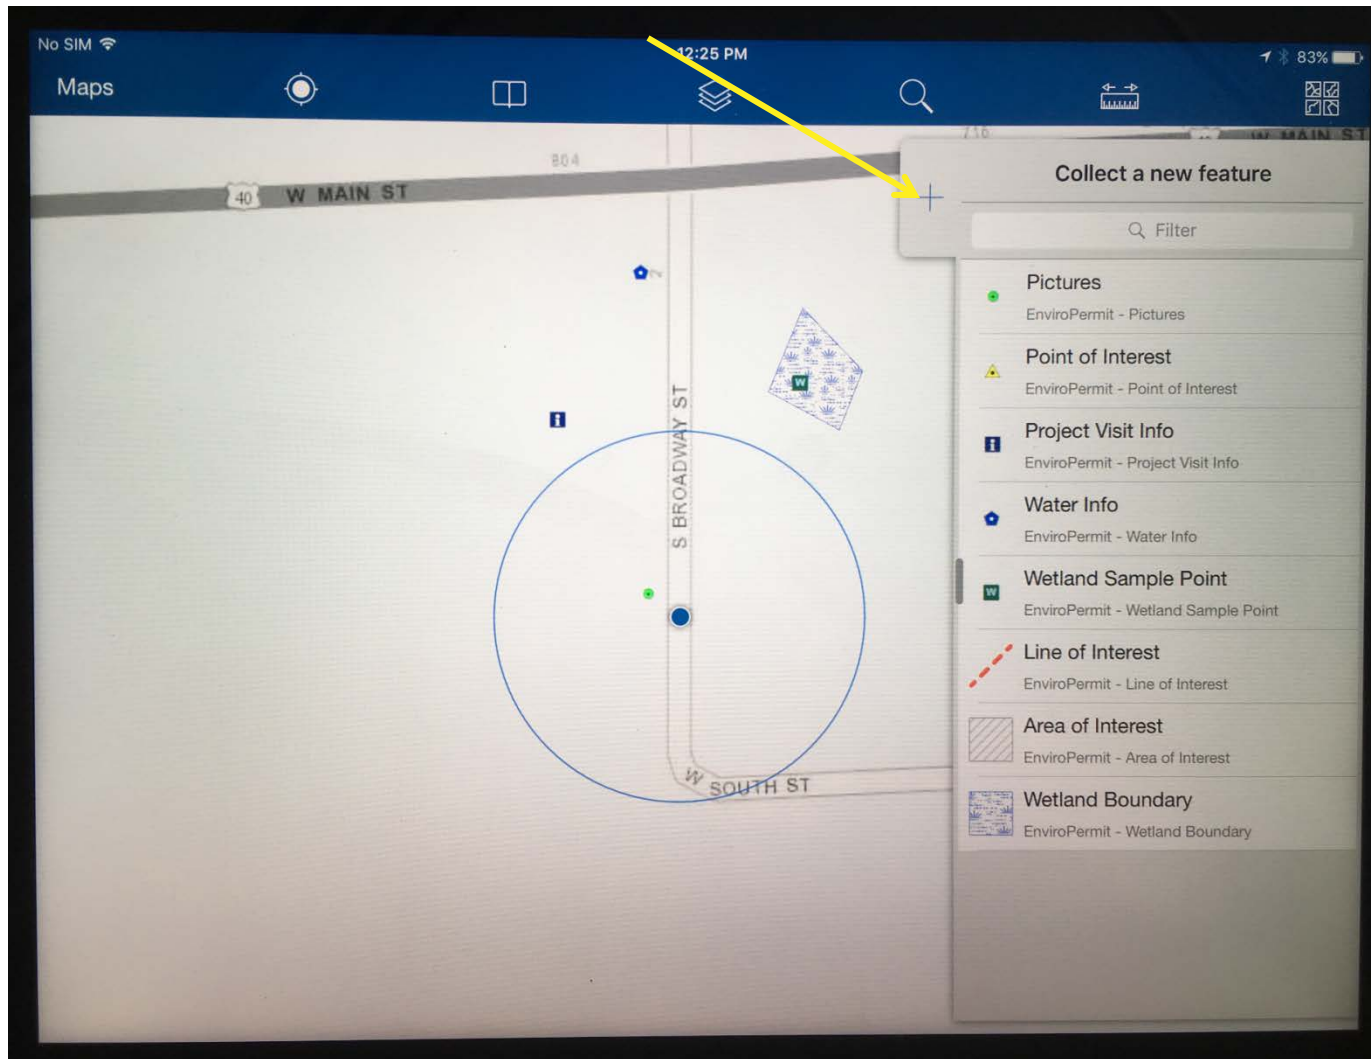 No SIM
12:25 PM
83%
Maps
716
W MAIN ST
804
40
W MAIN ST
Collect a new feature
Filter
2
Pictures
EnviroPermit - Pictures
Point of Interest
EnviroPermit - Point of Interest
W
i
Project Visit Info
EnviroPermit - Project Visit Info
S BROADWAY ST
i
Water Info
EnviroPermit - Water Info
W
Wetland Sample Point
EnviroPermit - Wetland Sample Point
Line of Interest
EnviroPermit - Line of Interest
Area of Interest
EnviroPermit - Area of Interest
W SOUTH ST
Wetland Boundary
EnviroPermit - Wetland Boundary